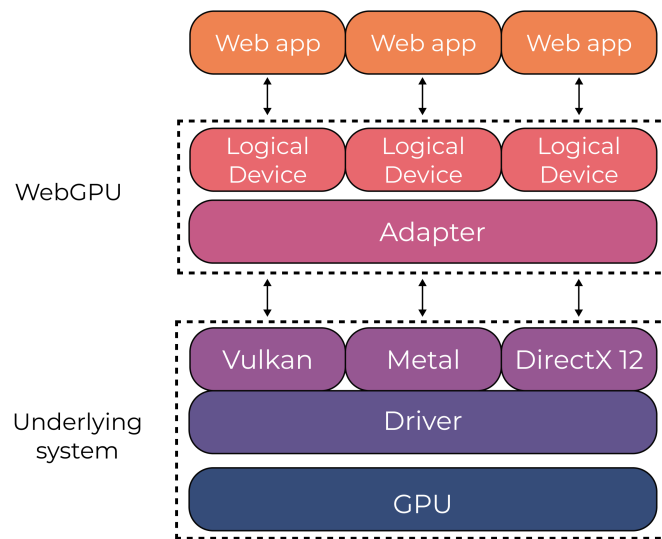 Web app Web app Web app
WebGPU
Logical Device Logical Device Logical Device
Adapter
Underlying
system
Vulkan Metal DirectX 12
Driver
GPU